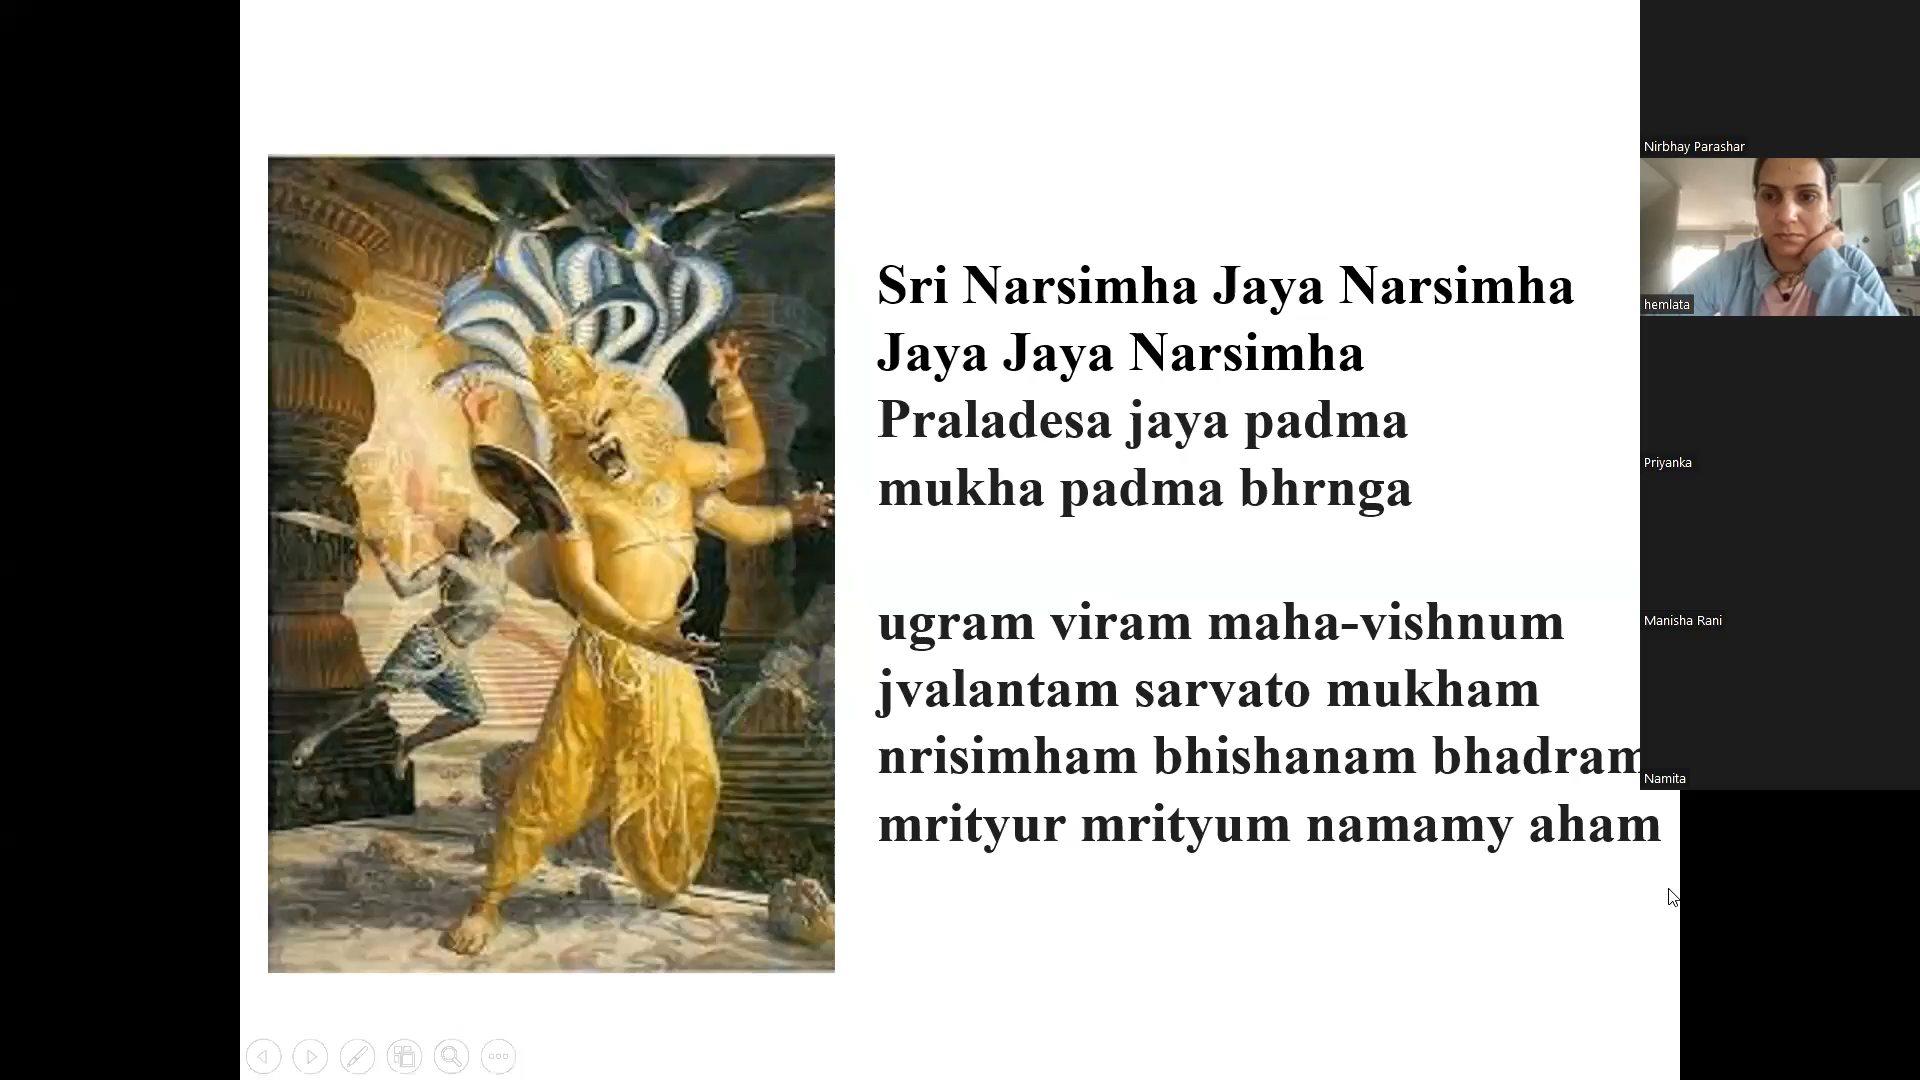 Sri Narsimha Jaya Narsimha
Jaya Jaya Narsimha
Praladesa jaya padma
mukha padma bhrnga
ugram viram maha-vishnum
jvalantam sarvato mukham
nrisimham bhishanam bhadram
mrityur mrityum namamy aham
Nirbhay Parashar
hemlata
Priyanka
Manisha Rani
Namita